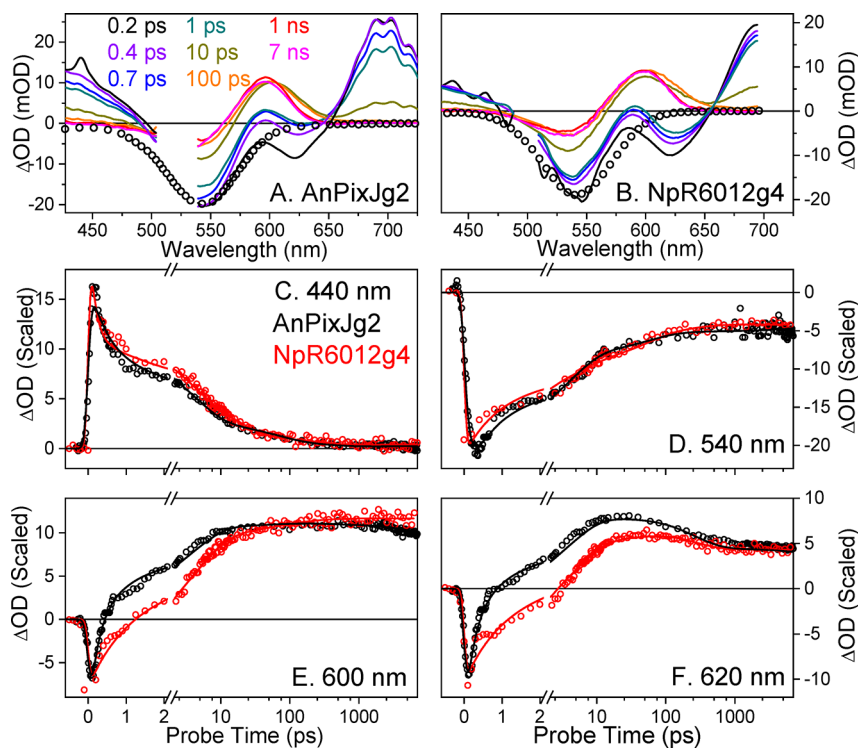 0.2 ps 1 ps 1 ns
0.4 ps 10 ps 7 ns
0.7 ps 100 ps
A. AnPixJg2
ΔOD (mOD)
20
10
0
-10
-20
450 500 550 600 650 700
Wavelength (nm)
B. NpR6012g4
ΔOD (mOD)
20
10
0
-10
-20
450 500 550 600 650 700
Wavelength (nm)
C. 440 nm
AnPixJg2
NpR6012g4
ΔOD (Scaled)
15
10
5
0
D. 540 nm
ΔOD (Scaled)
0
-5
-10
-15
-20
E. 600 nm
ΔOD (Scaled)
10
5
0
-5
0 1 2 10 100 1000
Probe Time (ps)
F. 620 nm
ΔOD (Scaled)
10
5
0
-5
-10
0 1 2 10 100 1000
Probe Time (ps)